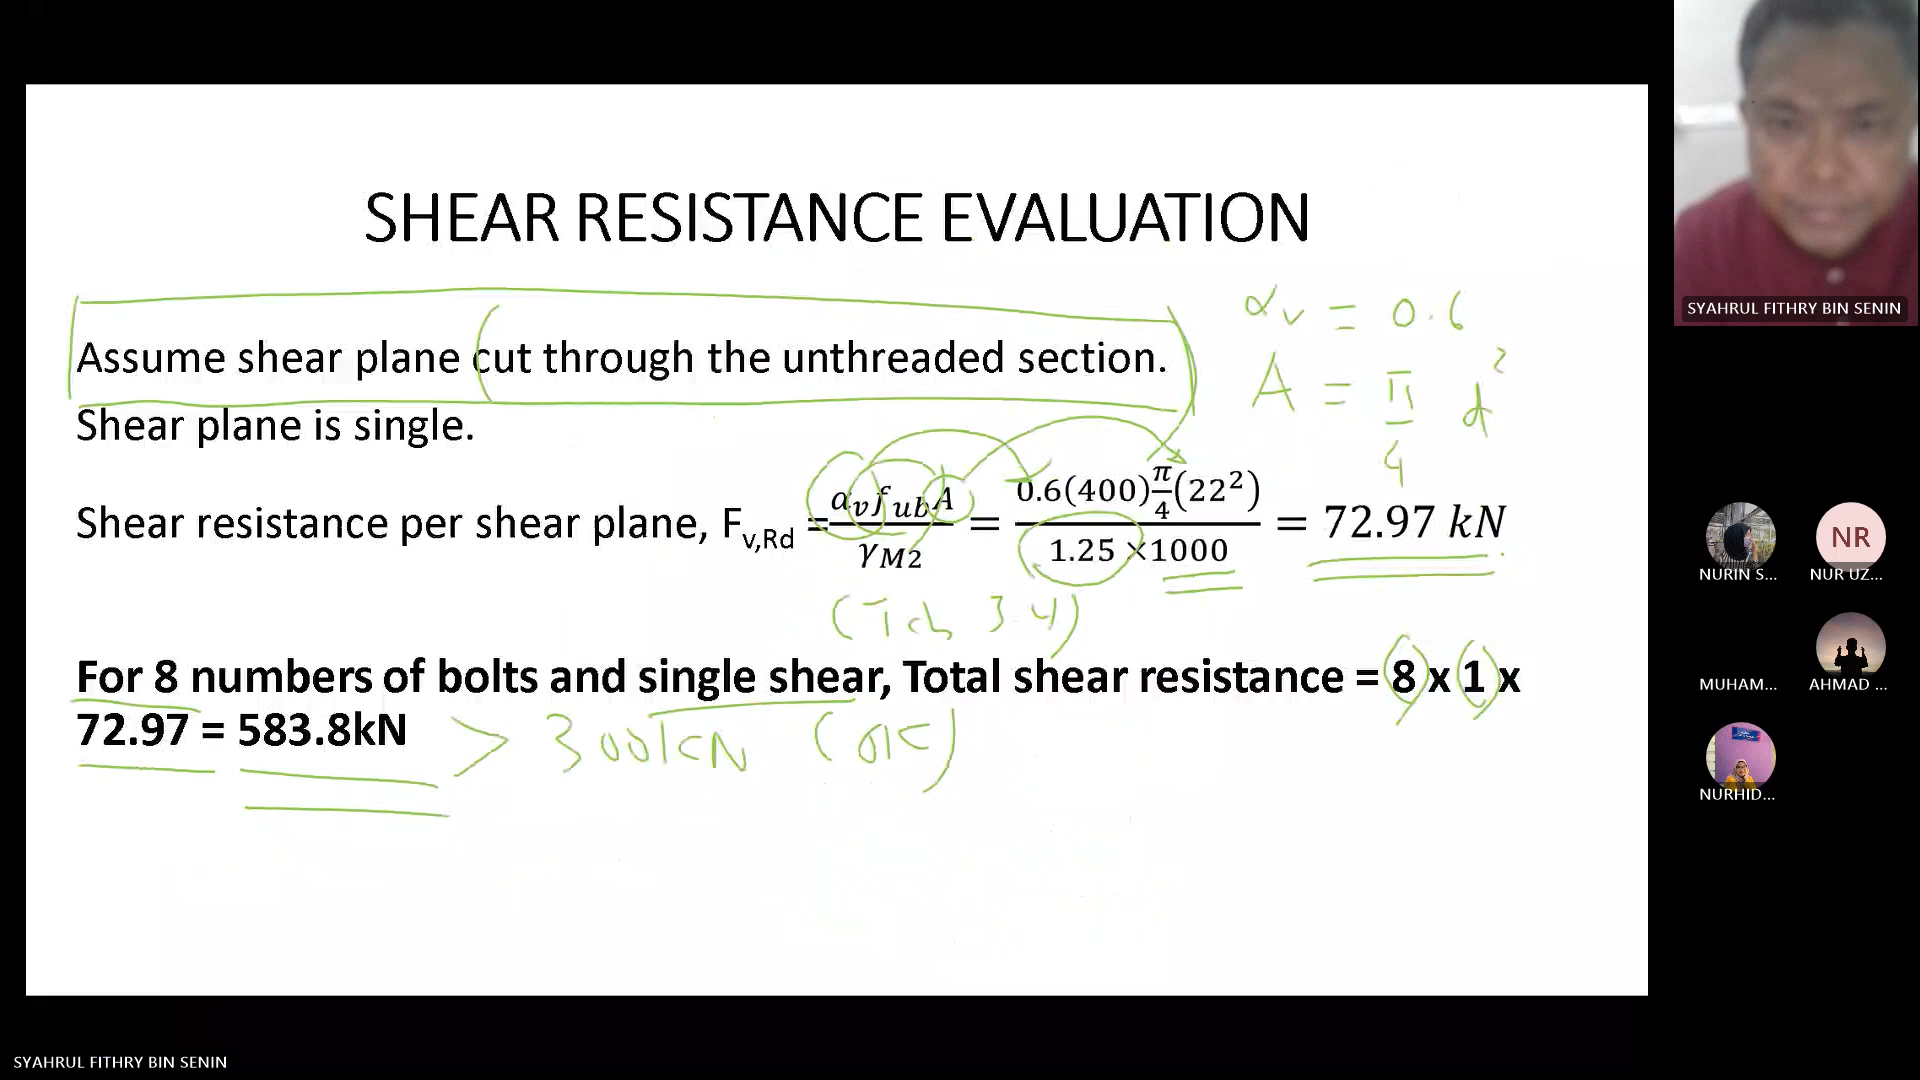 SHEAR RESISTANCE EVALUATION
αv = 0.6
Assume shear plane cut through the unthreaded section.
A = π/4 d²
Shear plane is single.
Shear resistance per shear plane, Fv,Rd = αv fub A / γM2 = 0.6(400) π/4 (22²) / 1.25 ×1000 = 72.97 kN
3.4)
For 8 numbers of bolts and single shear, Total shear resistance = 8 x 1 x
72.97 = 583.8kN > 300kN (OK)
SYAHRUL FITHRY BIN SENIN
NURIN S...
NUR UZ...
NR
MUHAM...
AHMAD ...
NURHID...
SYAHRUL FITHRY BIN SENIN